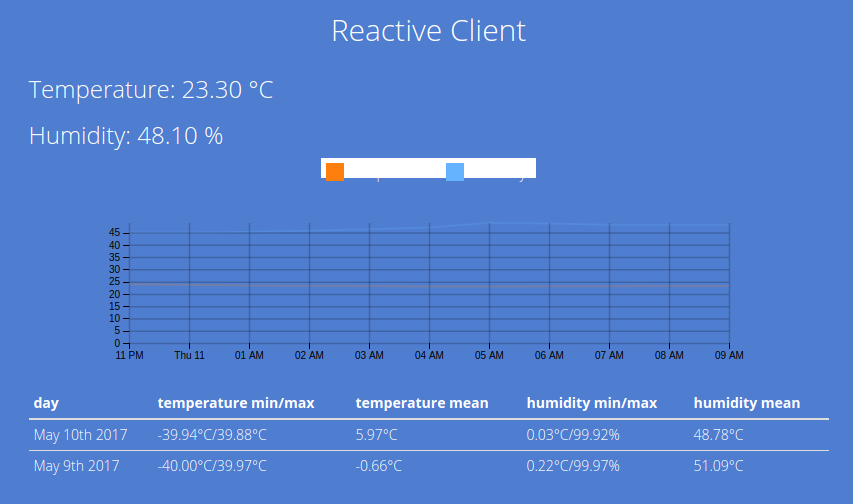 Reactive Client
Temperature: 23.30 °C
Humidity: 48.10 %
45
40
35
30
25
20
15
10
5
0
11 PM Thu 11 01 AM 02 AM 03 AM 04 AM 05 AM 06 AM 07 AM 08 AM 09 AM
day temperature min/max temperature mean humidity min/max humidity mean
May 10th 2017 -39.94°C/39.88°C 5.97°C 0.03°C/99.92% 48.78°C
May 9th 2017 -40.00°C/39.97°C -0.66°C 0.22°C/99.97% 51.09°C